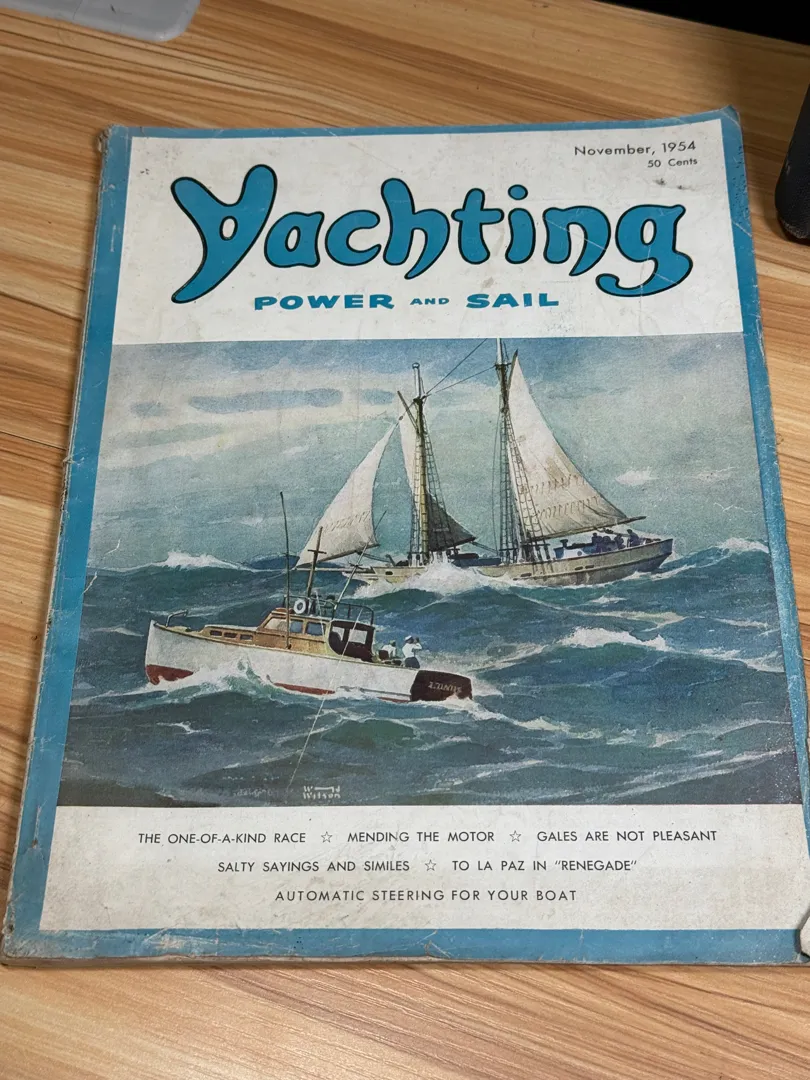 November, 1954
50 Cents
Yachting
POWER AND SAIL
Wilson
THE ONE-OF-A-KIND RACE ☆ MENDING THE MOTOR ☆ GALES ARE NOT PLEASANT
SALTY SAYINGS AND SIMILES ☆ TO LA PAZ IN "RENEGADE"
AUTOMATIC STEERING FOR YOUR BOAT